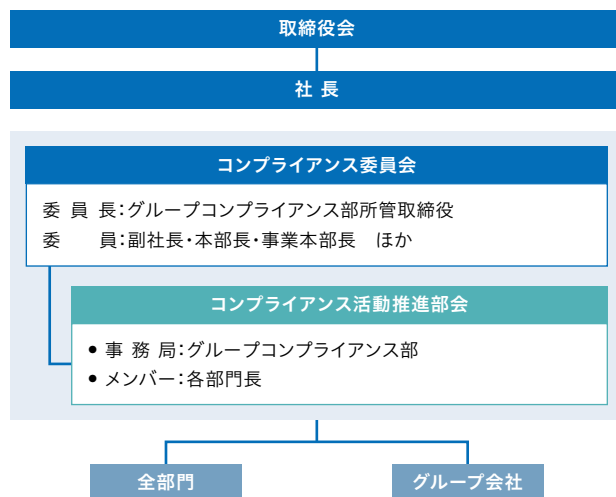 取締役会
社 長
コンプライアンス委員会
委 員 長：グループコンプライアンス部所管取締役
委　　員：副社長・本部長・事業本部長　ほか
コンプライアンス活動推進部会
● 事 務 局：グループコンプライアンス部
● メンバー：各部門長
全部門
グループ会社